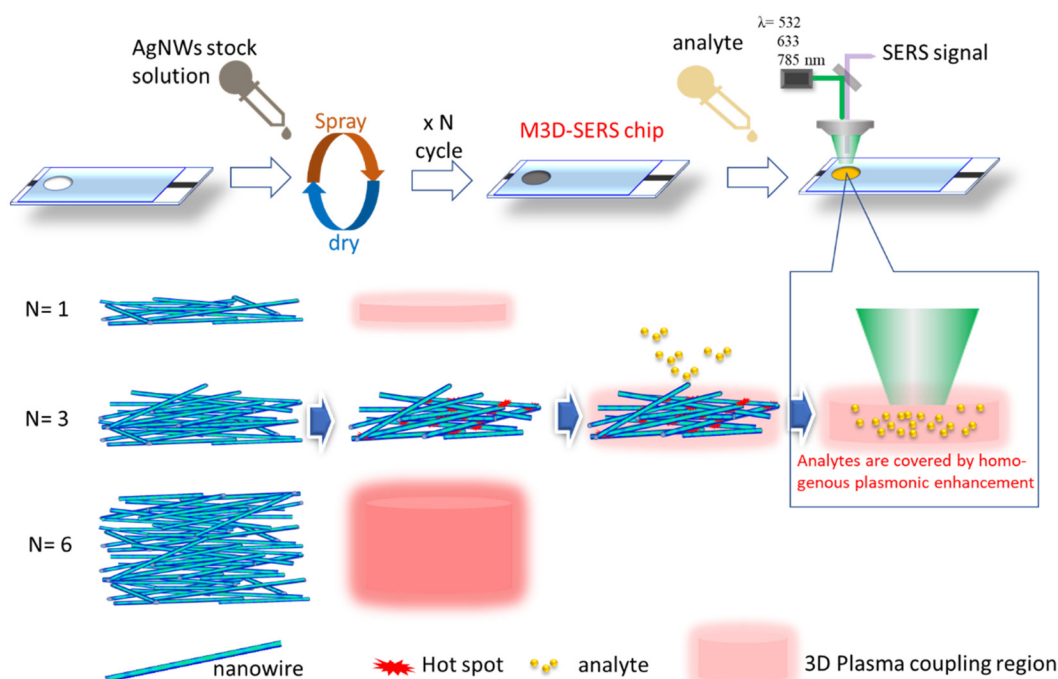 AgNWs stock
solution
Spray
dry
x N
cycle
M3D-SERS chip
analyte
λ= 532
633
785 nm
SERS signal
N= 1
N= 3
N= 6
Analytes are covered by homo-
genous plasmonic enhancement
nanowire
Hot spot
analyte
3D Plasma coupling region